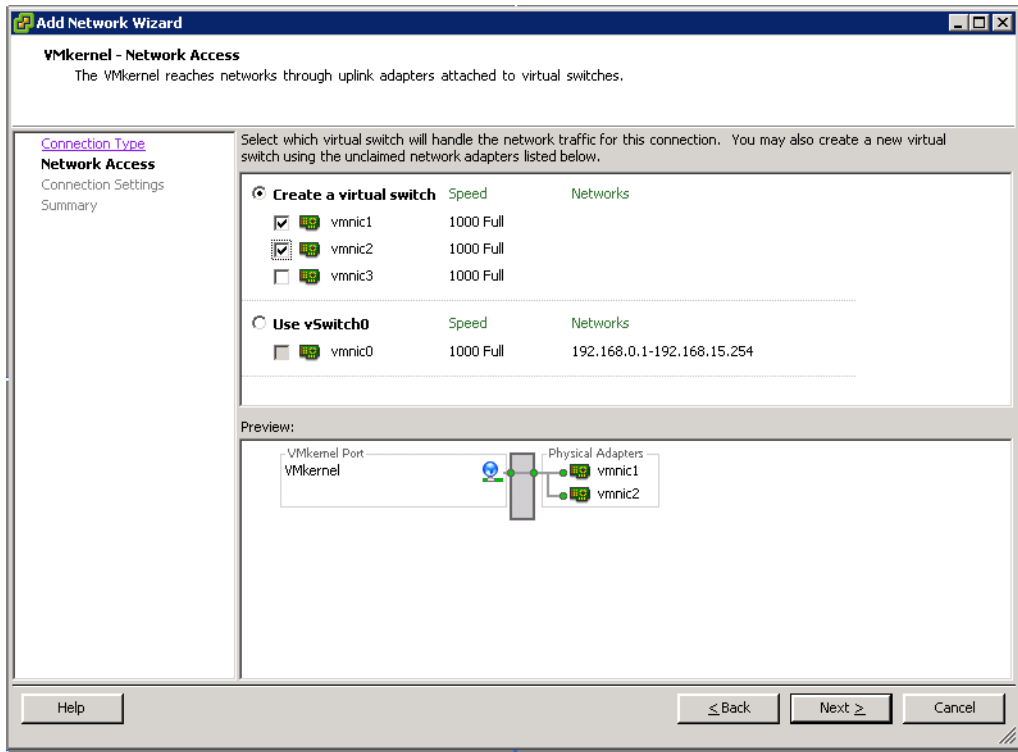 Add Network Wizard
VMkernel - Network Access
The VMkernel reaches networks through uplink adapters attached to virtual switches.
Connection Type
Network Access
Connection Settings
Summary
Select which virtual switch will handle the network traffic for this connection. You may also create a new virtual
switch using the unclaimed network adapters listed below.
Create a virtual switch Speed Networks
vmnic1 1000 Full
vmnic2 1000 Full
vmnic3 1000 Full
Use vSwitch0 Speed Networks
vmnic0 1000 Full 192.168.0.1-192.168.15.254
Preview:
VMkernel Port Physical Adapters
VMkernel vmnic1
vmnic2
Help ≤ Back Next ≥ Cancel